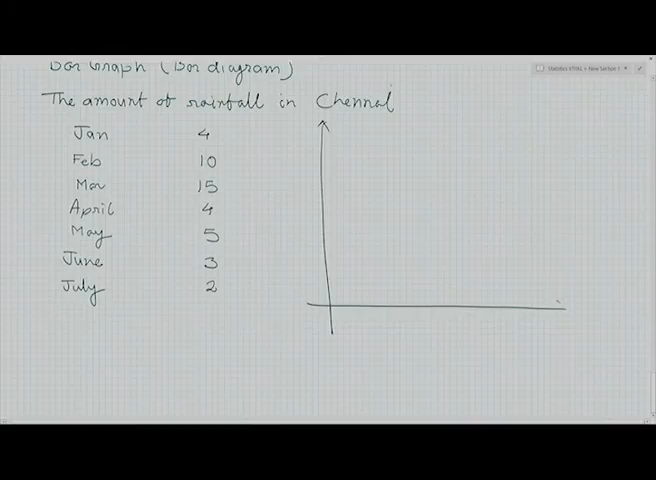 Bar Graph (Bar diagram)
The amount of rainfall in Chennai
Jan 4
Feb 10
Mar 15
April 4
May 5
June 3
July 2